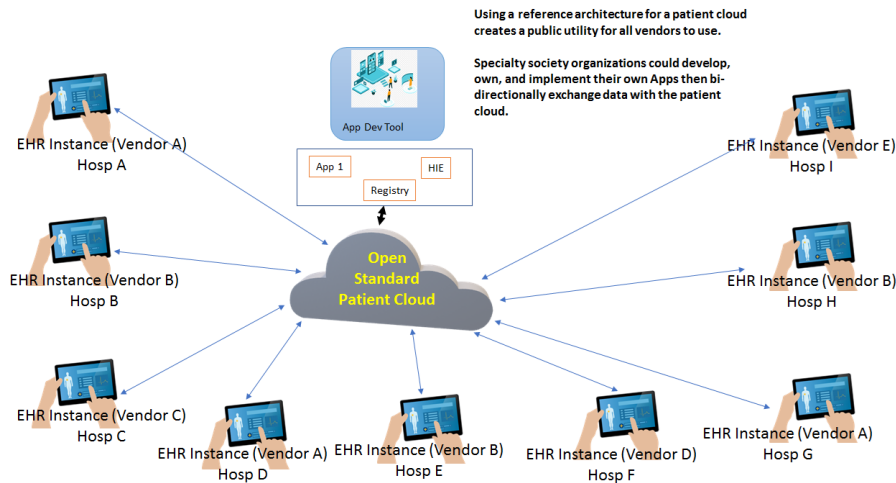 Using a reference architecture for a patient cloud
creates a public utility for all vendors to use.
Specialty society organizations could develop,
own, and implement their own Apps then bi-
directionally exchange data with the patient
cloud.
App Dev Tool
App 1
HIE
Registry
Open
Standard
Patient Cloud
EHR Instance (Vendor A)
Hosp A
EHR Instance (Vendor E)
Hosp I
EHR Instance (Vendor B)
Hosp B
EHR Instance (Vendor B)
Hosp H
EHR Instance (Vendor C)
Hosp C
EHR Instance (Vendor A)
Hosp D
EHR Instance (Vendor B)
Hosp E
EHR Instance (Vendor D)
Hosp F
EHR Instance (Vendor A)
Hosp G